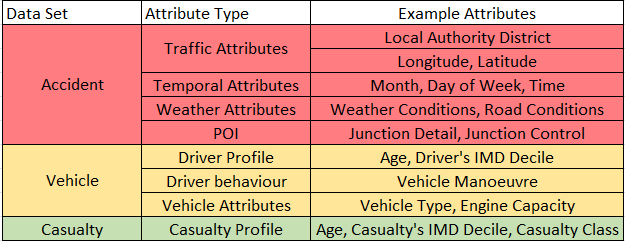 Data Set Attribute Type Example Attributes
Accident Traffic Attributes Local Authority District
Longitude, Latitude
Temporal Attributes Month, Day of Week, Time
Weather Attributes Weather Conditions, Road Conditions
POI Junction Detail, Junction Control
Vehicle Driver Profile Age, Driver's IMD Decile
Driver behaviour Vehicle Manoeuvre
Vehicle Attributes Vehicle Type, Engine Capacity
Casualty Casualty Profile Age, Casualty's IMD Decile, Casualty Class